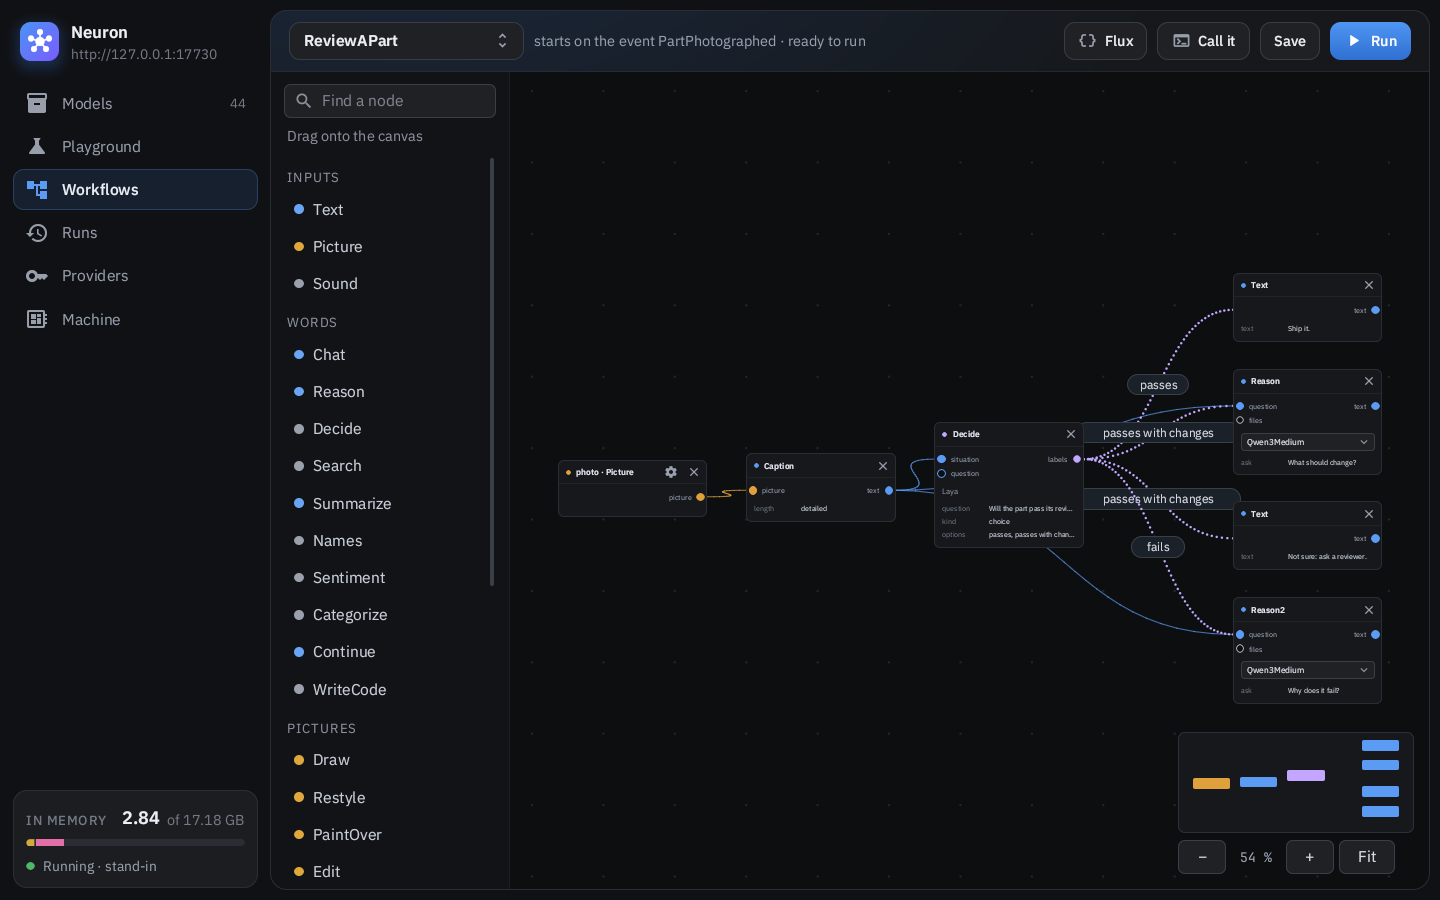 Neuron
http://127.0.0.1:17730
Models 44
Playground
Workflows
Runs
Providers
Machine
IN MEMORY 2.84 of 17.18 GB
Running · stand-in
ReviewAPart
starts on the event PartPhotographed · ready to run
Flux
Call it
Save
Run
Find a node
Drag onto the canvas
INPUTS
Text
Picture
Sound
WORDS
Chat
Reason
Decide
Search
Summarize
Names
Sentiment
Categorize
Continue
WriteCode
PICTURES
Draw
Restyle
PaintOver
Edit
photo · Picture
picture
Caption
picture text
length detailed
Decide
situation labels
question
Laya
question Will the part pass its revi...
kind choice
options passes, passes with chan...
passes
passes with changes
passes with changes
fails
Text
text
text Ship it.
Reason
question text
files
Qwen3Medium
ask What should change?
Text
text
text Not sure: ask a reviewer.
Reason2
question text
files
Qwen3Medium
ask Why does it fail?
− 54 % + Fit